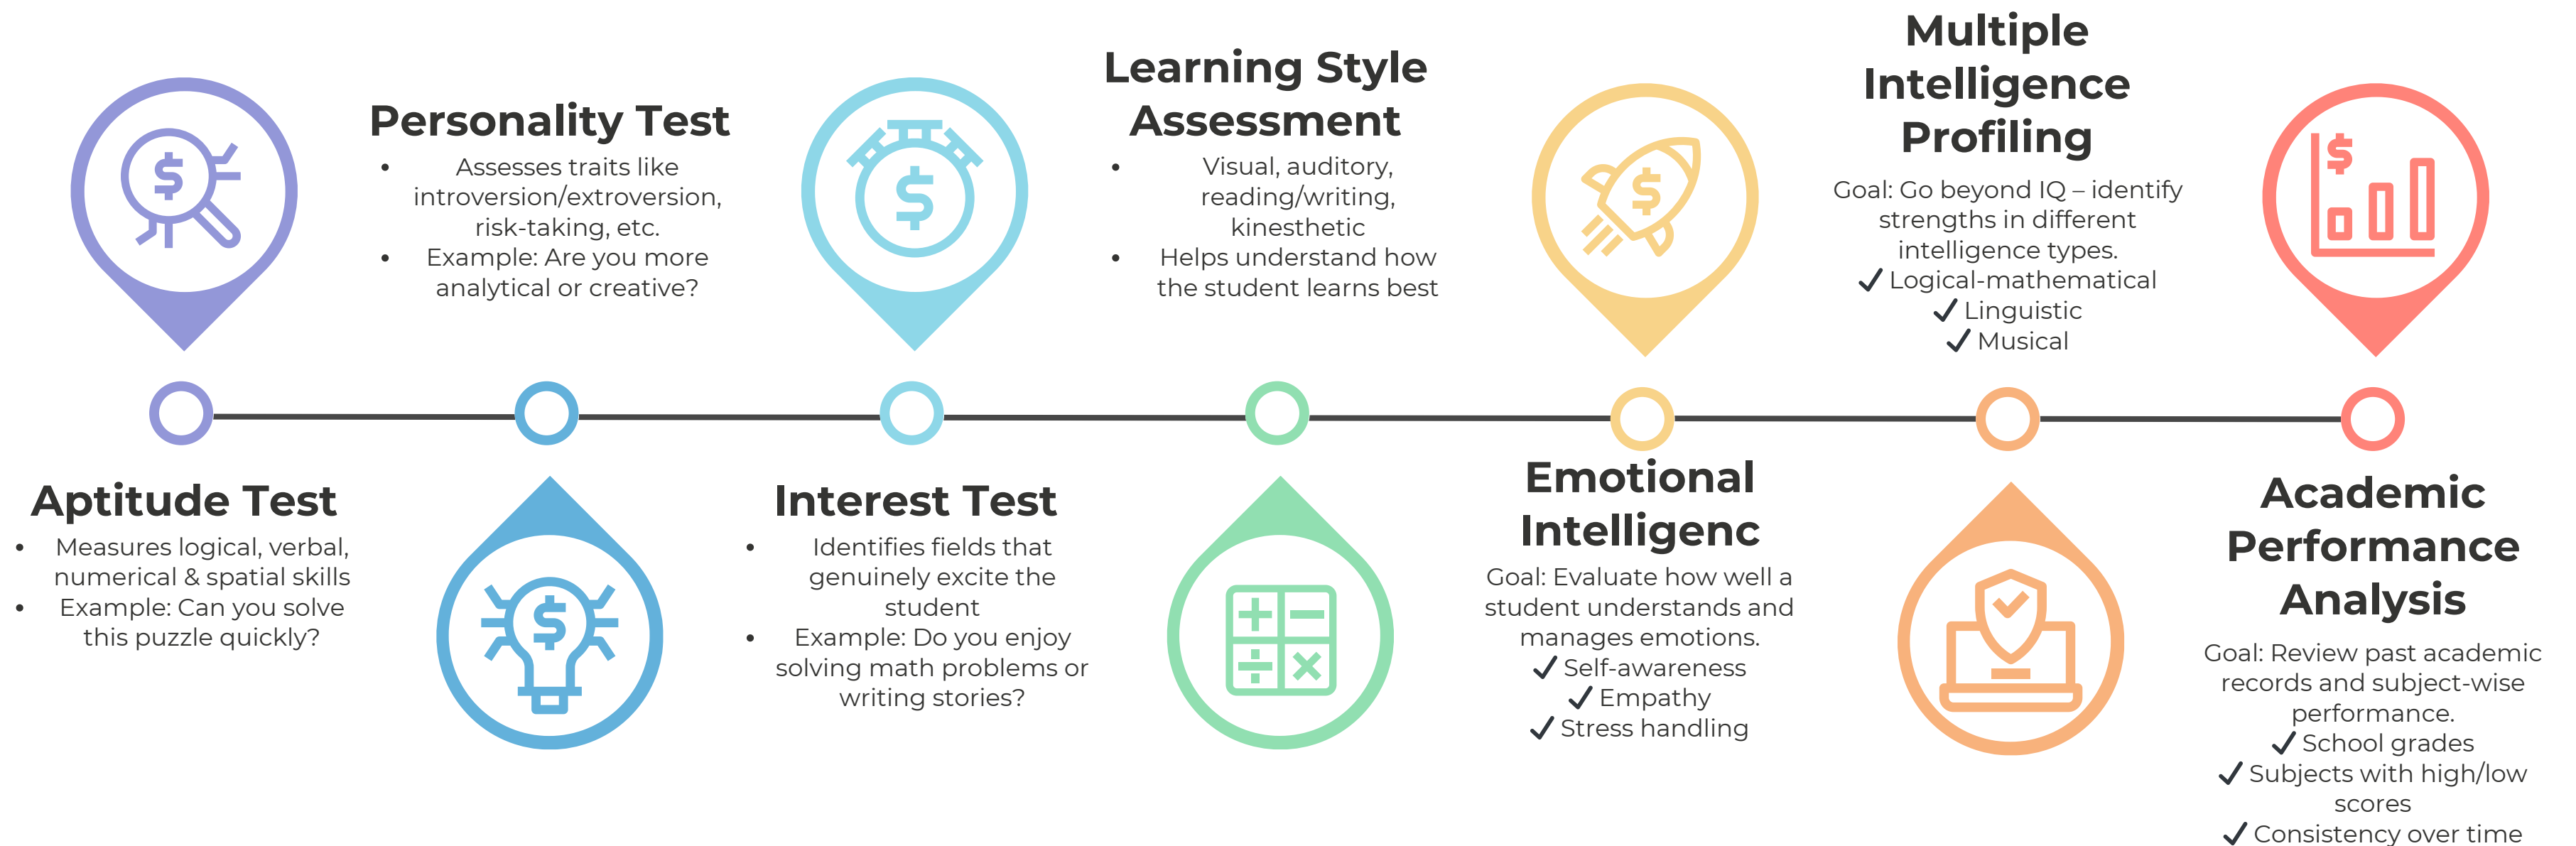 Aptitude Test
• Measures logical, verbal,
numerical & spatial skills
• Example: Can you solve
this puzzle quickly?
Personality Test
• Assesses traits like
introversion/extroversion,
risk-taking, etc.
• Example: Are you more
analytical or creative?
Interest Test
• Identifies fields that
genuinely excite the
student
• Example: Do you enjoy
solving math problems or
writing stories?
Learning Style
Assessment
• Visual, auditory,
reading/writing,
kinesthetic
• Helps understand how
the student learns best
Emotional
Intelligenc
Goal: Evaluate how well a
student understands and
manages emotions.
✓ Self-awareness
✓ Empathy
✓ Stress handling
Multiple
Intelligence
Profiling
Goal: Go beyond IQ – identify
strengths in different
intelligence types.
✓ Logical-mathematical
✓ Linguistic
✓ Musical
Academic
Performance
Analysis
Goal: Review past academic
records and subject-wise
performance.
✓ School grades
✓ Subjects with high/low
scores
✓ Consistency over time
$
$
$
$
$